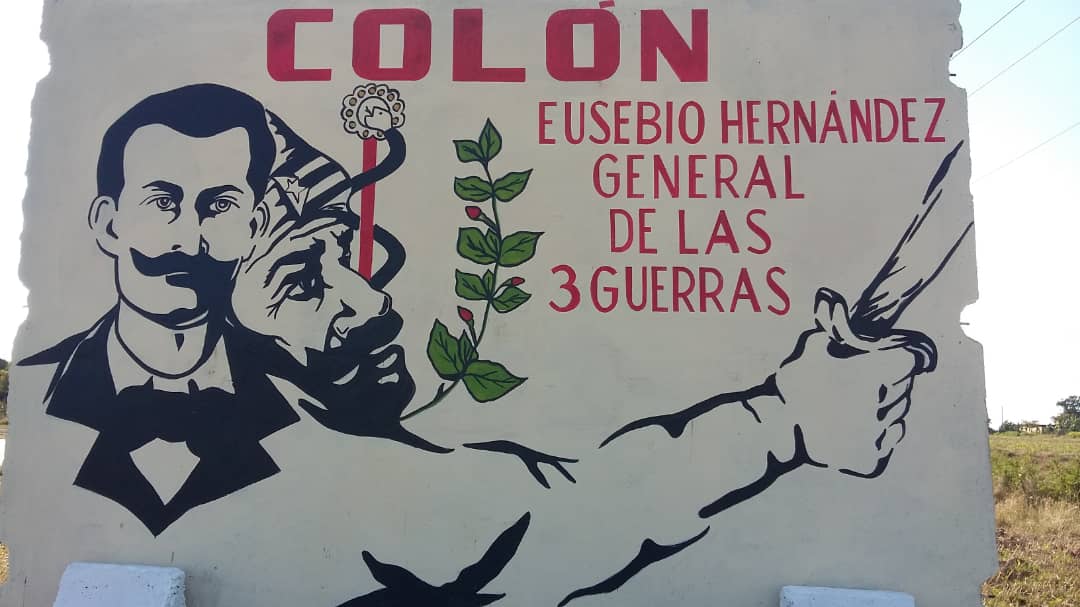 COLÓN
EUSEBIO HERNÁNDEZ
GENERAL
DE LAS
3 GUERRAS